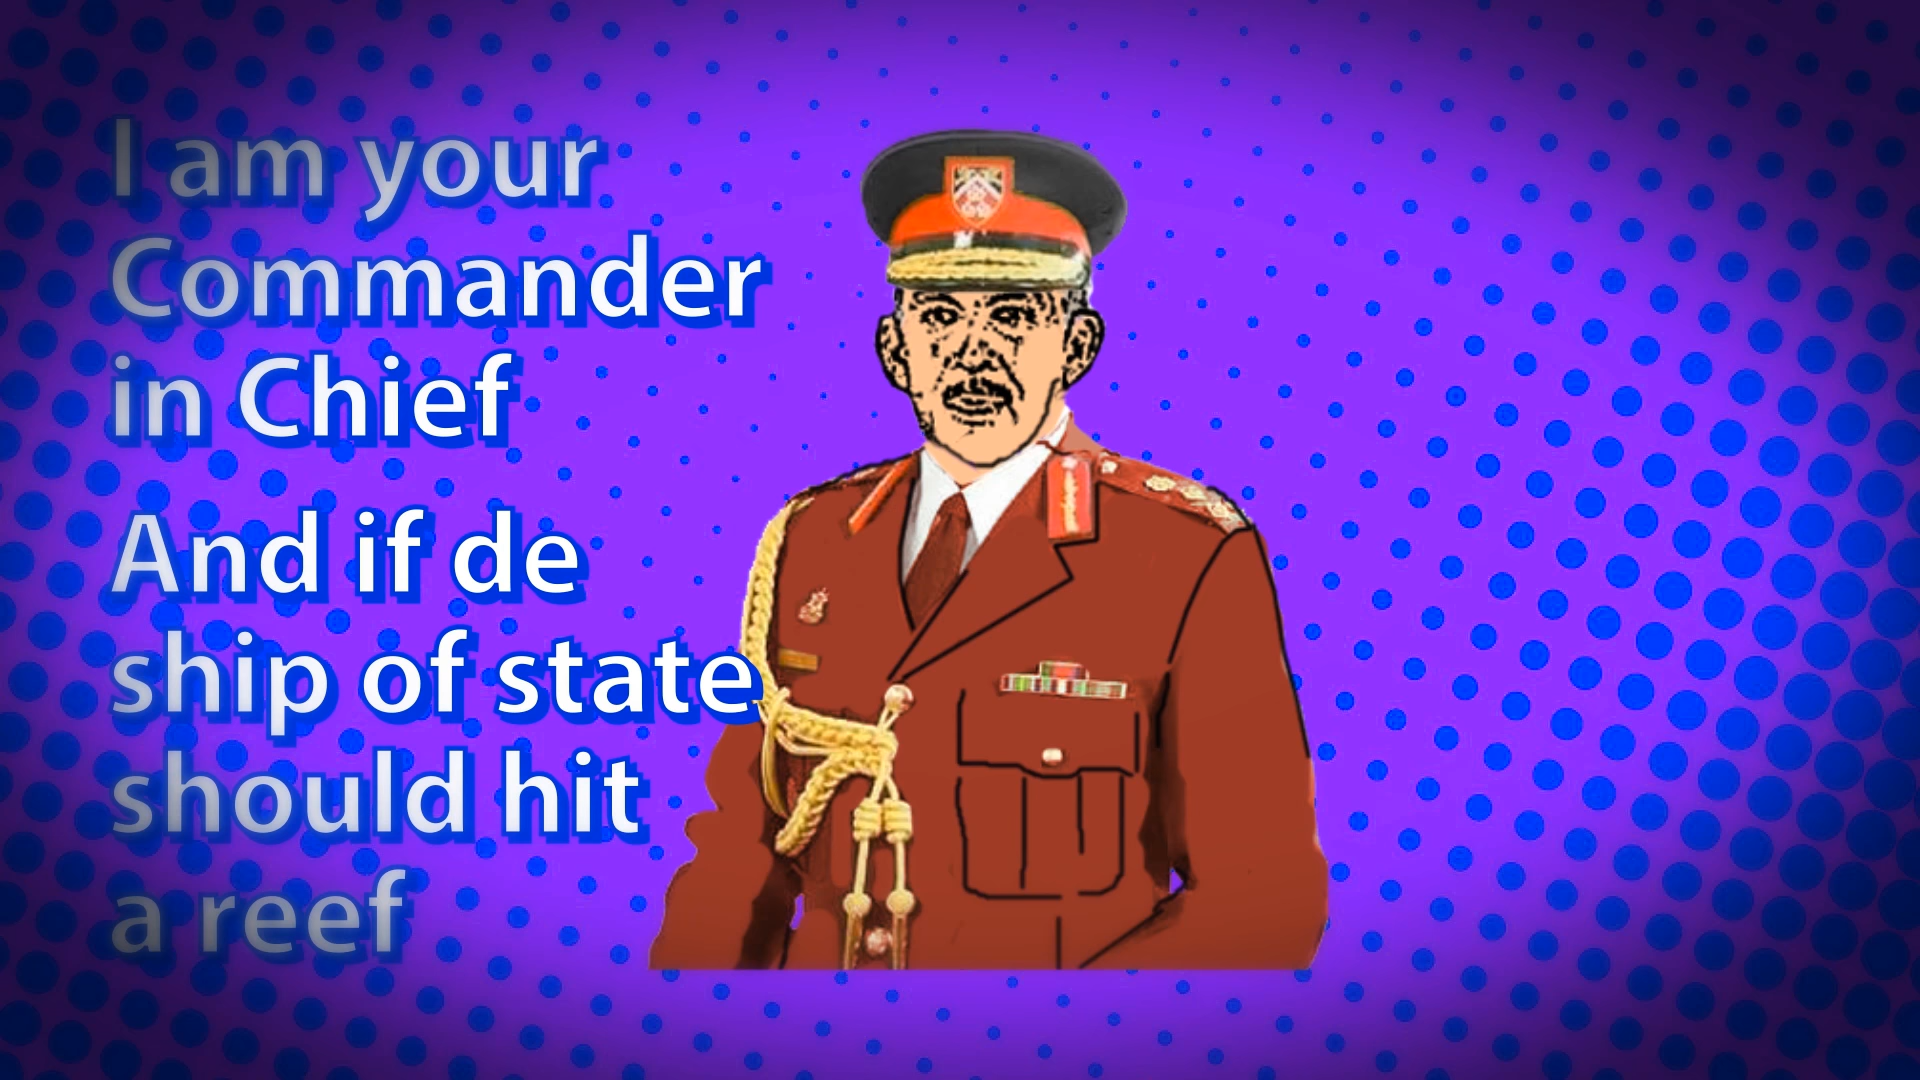 I am your
Commander
in Chief
And if de
ship of state
should hit
a reef